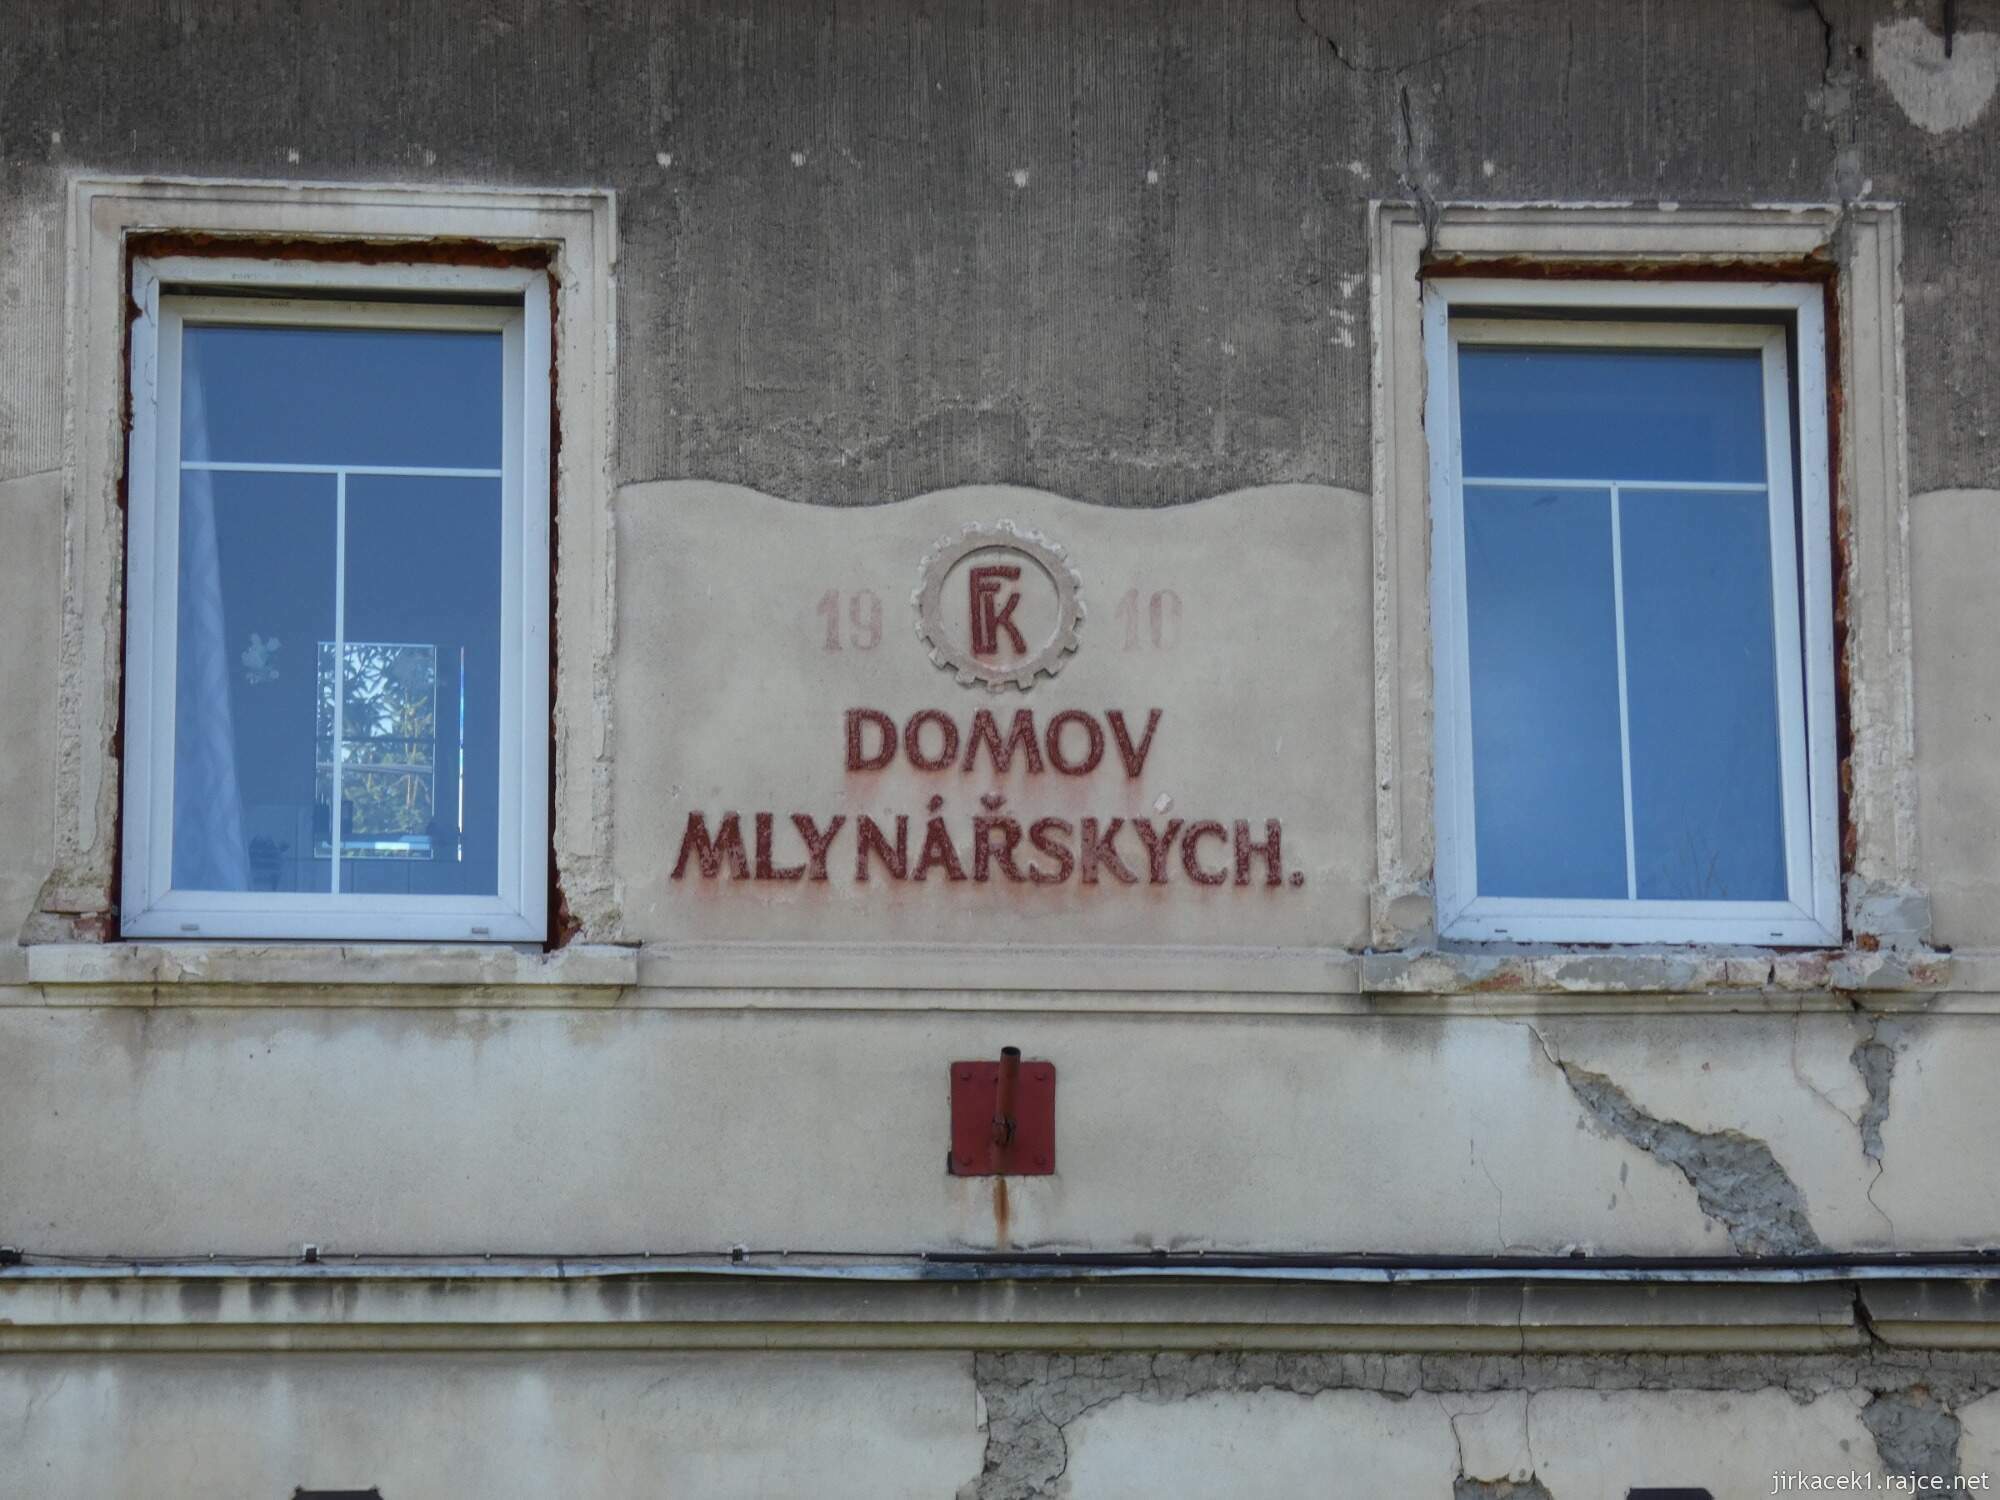 19 FK 10
DOMOV
MLYNÁŘSKÝCH.
jirkacek1.rajce.net